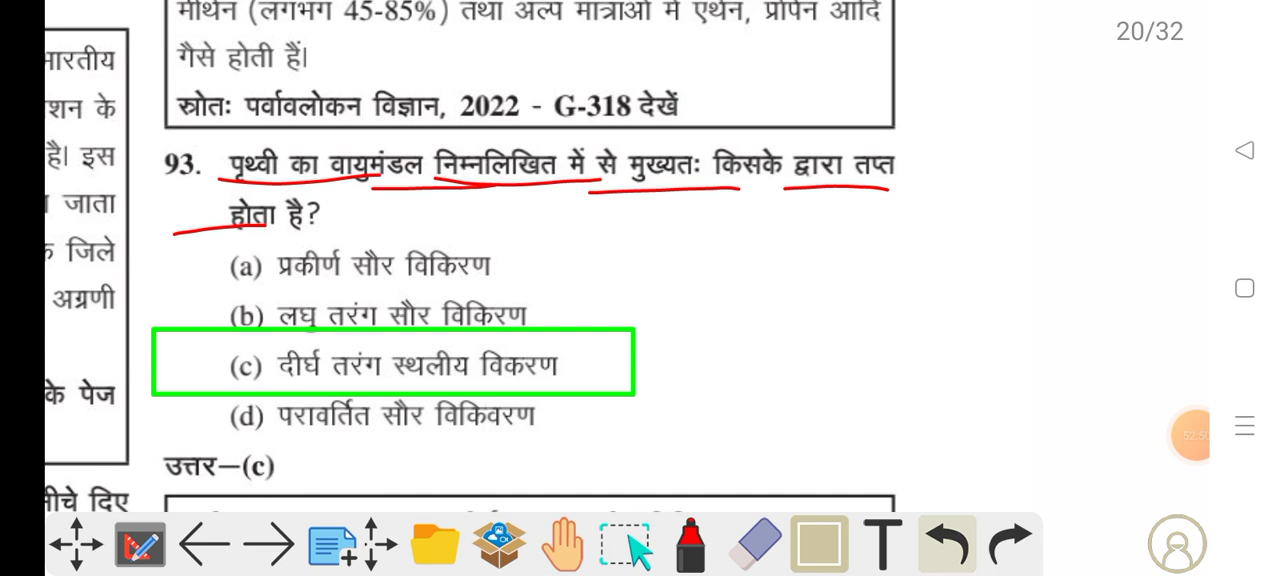 मीथेन (लगभग 45-85%) तथा अल्प मात्राओं में एथेन, प्रोपेन आदि
गैसे होती हैं।
स्रोतः पर्वावलोकन विज्ञान, 2022 - G-318 देखें
20/32
भारतीय
शन के
है। इस
जाता
जिले
अग्रणी
के पेज
93. पृथ्वी का वायुमंडल निम्नलिखित में से मुख्यतः किसके द्वारा तप्त
होता है?
(a) प्रकीर्ण सौर विकिरण
(b) लघु तरंग सौर विकिरण
(c) दीर्घ तरंग स्थलीय विकरण
(d) परावर्तित सौर विकिवरण
उत्तर–(c)
नीचे दिए
52:50
T